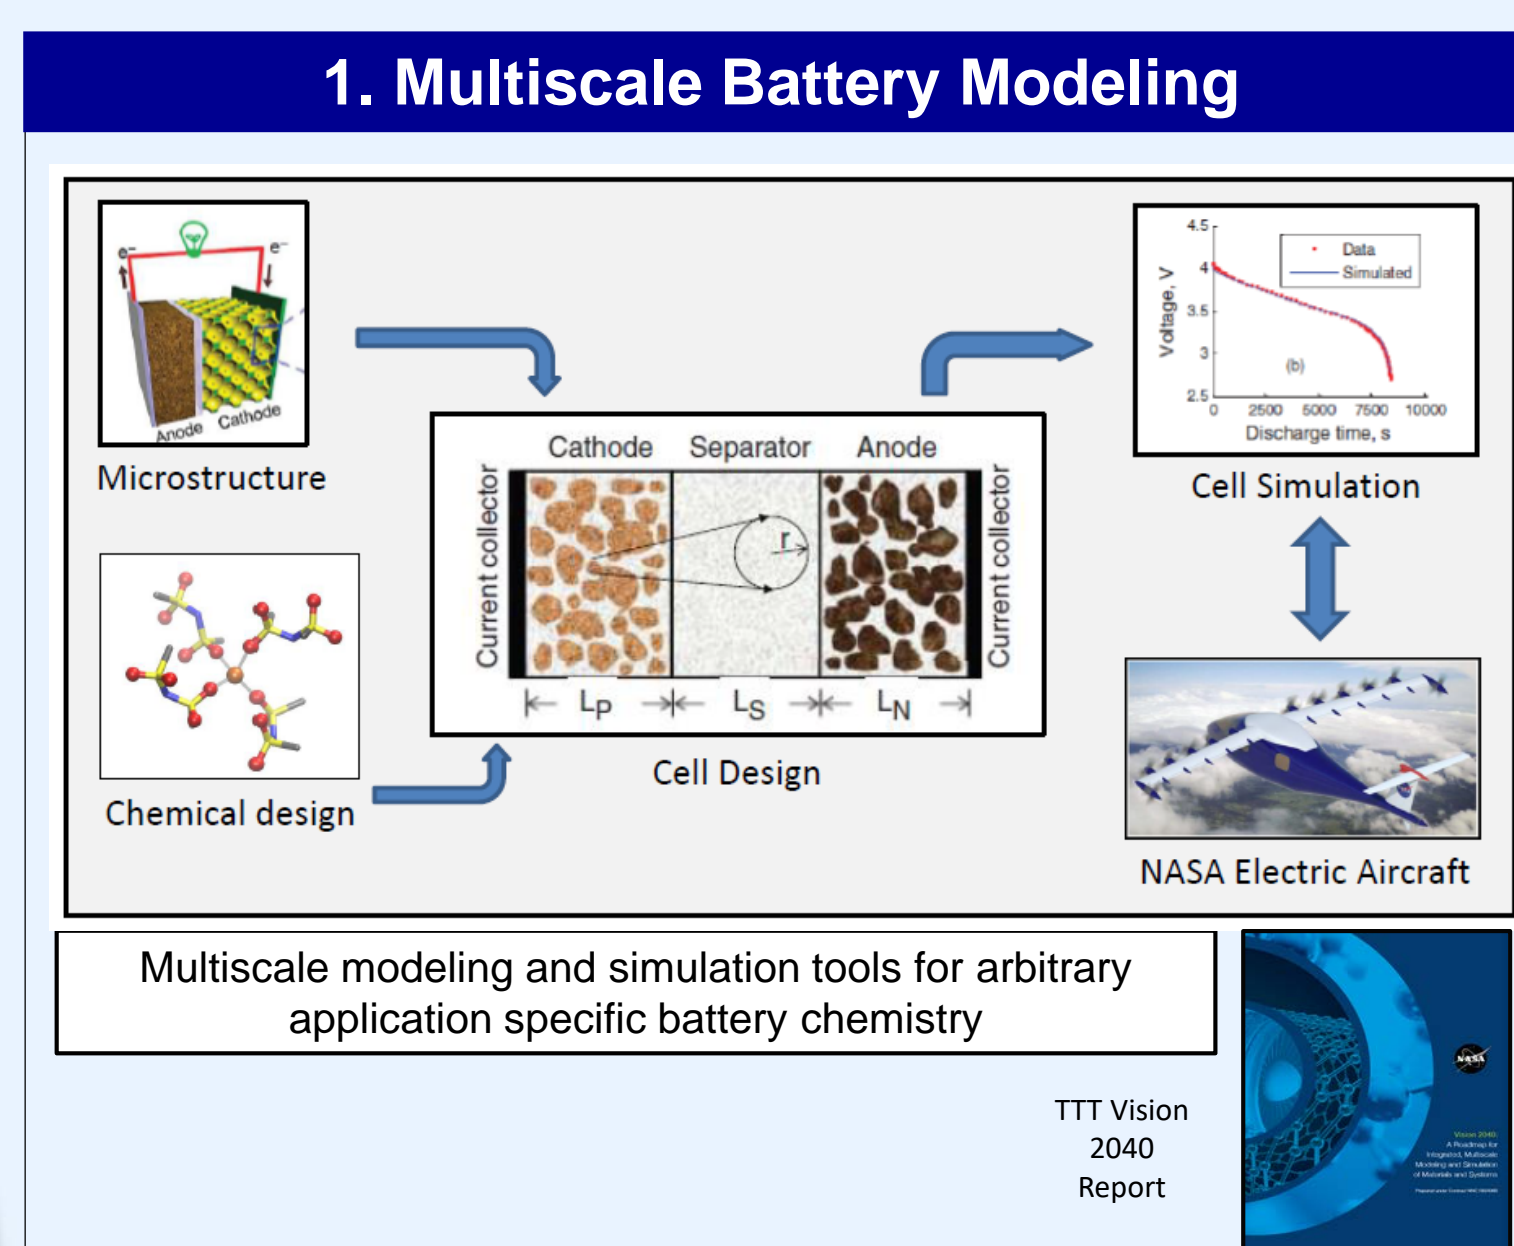 1. Multiscale Battery Modeling
e⁻
e⁻
Anode
Cathode
Microstructure
Chemical design
Cathode
Separator
Anode
Current collector
r
Current collector
LP
LS
LN
Cell Design
4.5
4
3.5
3
2.5
Voltage, V
Data
Simulated
(b)
0 2500 5000 7500 10000
Discharge time, s
Cell Simulation
NASA Electric Aircraft
Multiscale modeling and simulation tools for arbitrary
application specific battery chemistry
TTT Vision
2040
Report
NASA
Vision 2040:
A Roadmap for
Integrated, Multiscale
Modeling and Simulation
of Materials and Systems